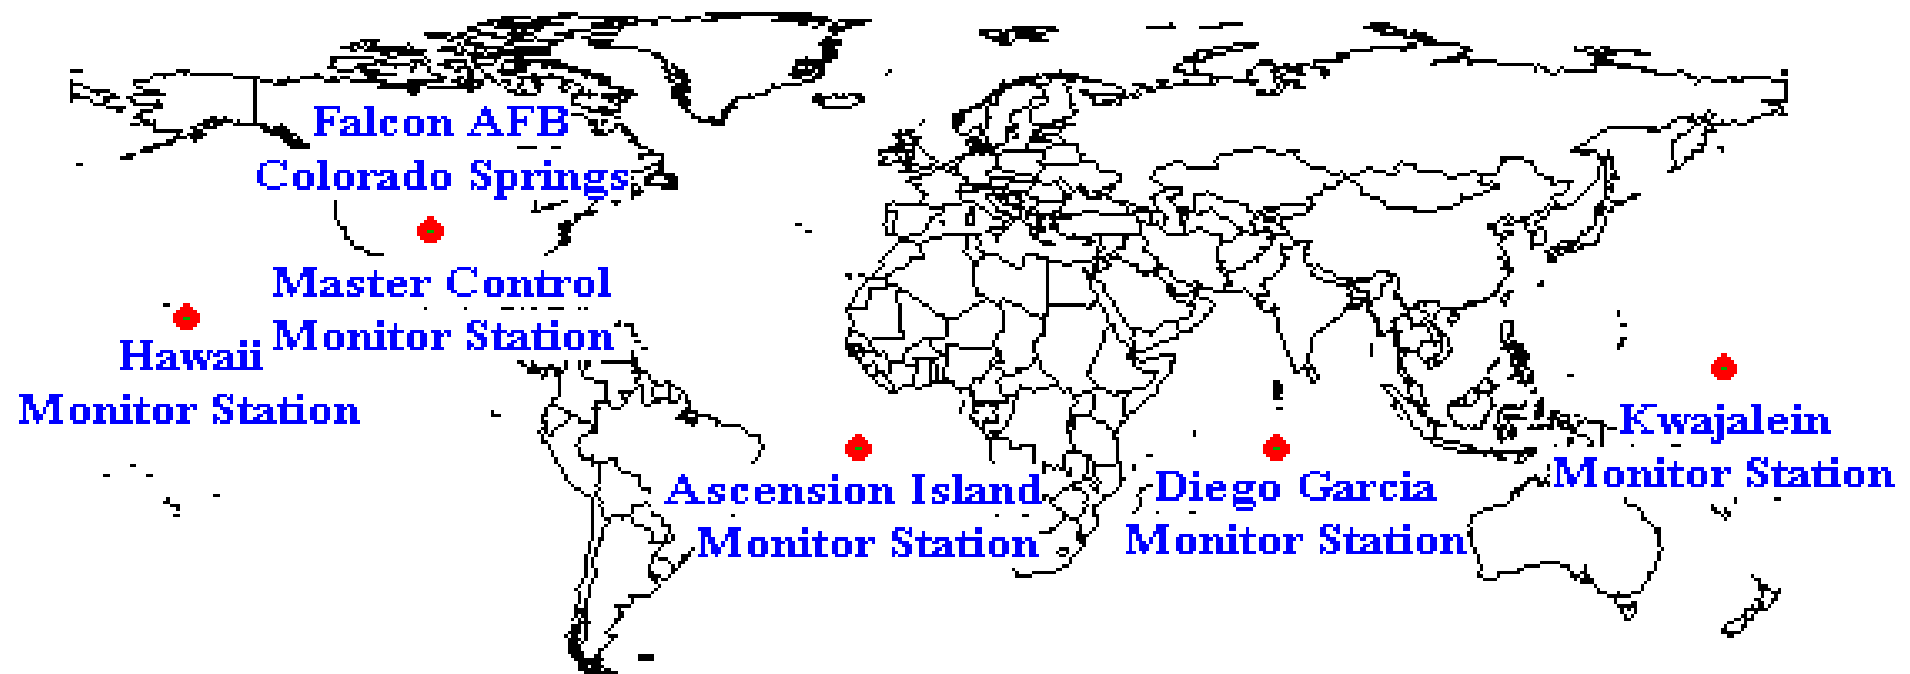 Falcon AFB
Colorado Springs
Master Control
Monitor Station
Hawaii
Monitor Station
Ascension Island
Monitor Station
Diego Garcia
Monitor Station
Kwajalein
Monitor Station